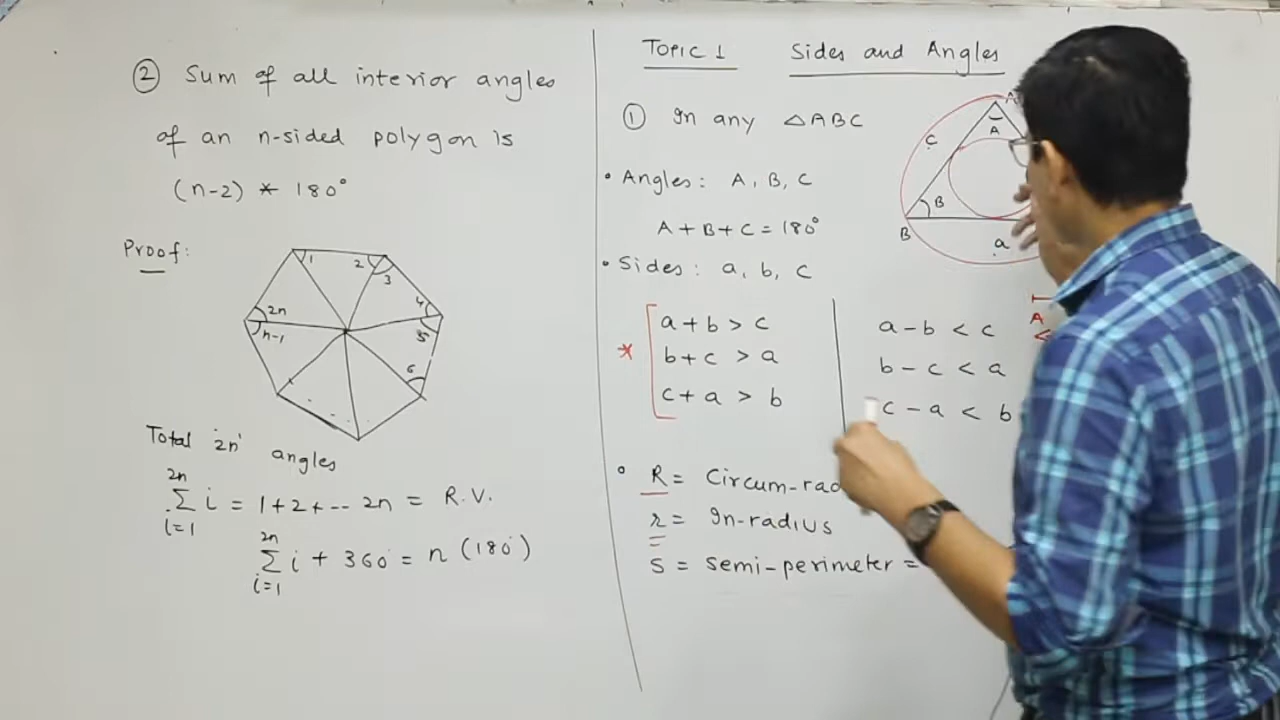 ② Sum of all interior angles
of an n-sided polygon is
(n-2) * 180°
Proof:
1
2
3
4
5
6
2n
n-1
Total '2n' angles
2n
Σ i = 1+2+-- 2n = R.V.
i=1
2n
Σ i + 360° = n (180°)
i=1
TOPIC 1 Sides and Angles
① In any △ABC
• Angles: A, B, C
A + B + C = 180°
• Sides: a, b, c
* a + b > c
b + c > a
c + a > b
a - b < c
b - c < a
c - a < b
A
A
B
B
c
a
A
<
• R = Circum-rad
r = In-radius
S = semi-perimeter =